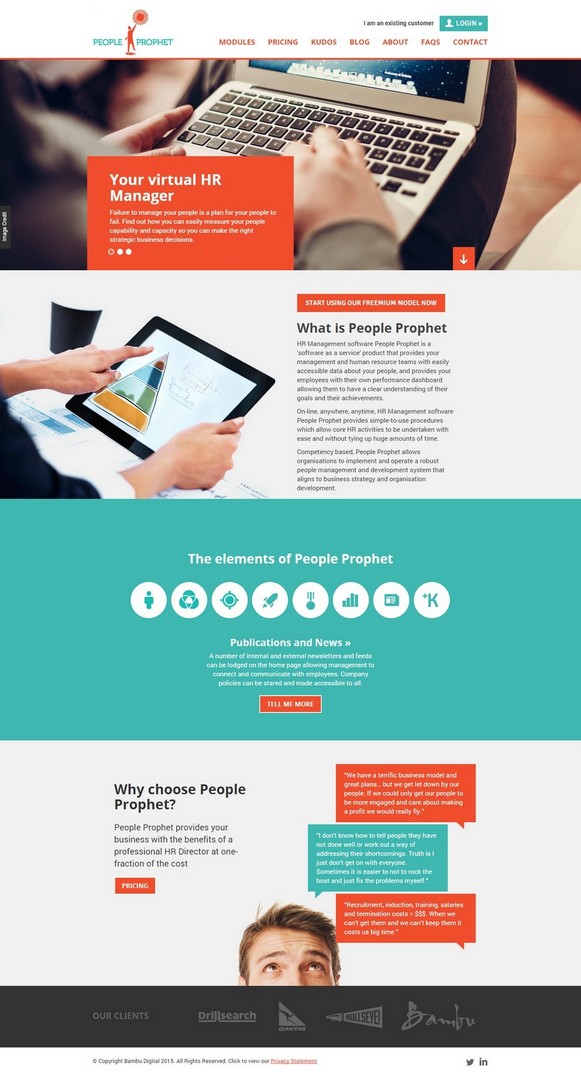 I am an existing customer
LOGIN »
PEOPLE PROPHET
MODULES PRICING KUDOS BLOG ABOUT FAQS CONTACT
Image Credit
Your virtual HR
Manager
Failure to manage your people is a plan for your people to
fail. Find out how you can easily measure your people
capability and capacity so you can make the right
strategic business decisions.
START USING OUR FREEMIUM MODEL NOW
What is People Prophet
HR Management software People Prophet is a
'software as a service' product that provides your
management and human resource teams with easily
accessible data about your people, and provides your
employees with their own performance dashboard
allowing them to have a clear understanding of their
goals and their achievements.
On-line, anywhere, anytime, HR Management software
People Prophet provides simple-to-use procedures
which allow core HR activities to be undertaken with
ease and without tying up huge amounts of time.
Competency based, People Prophet allows
organisations to implement and operate a robust
people management and development system that
aligns to business strategy and organisation
development.
The elements of People Prophet
+K
Publications and News »
A number of internal and external newsletters and feeds
can be lodged on the home page allowing management to
connect and communicate with employees. Company
policies can be stared and made accessible to all.
TELL ME MORE
Why choose People
Prophet?
People Prophet provides your
business with the benefits of a
professional HR Director at one-
fraction of the cost
PRICING
"We have a terrific business model and
great plans... but we get let down by our
people. If we could only get our people to
be more engaged and care about making
a profit we would really fly."
"I don't know how to tell people they have
not done well or work out a way of
addressing their shortcomings. Truth is I
just don't get on with everyone.
Sometimes it is easier to not to rock the
boat and just fix the problems myself."
"Recruitment, induction, training, salaries
and termination costs = $$$. When we
can't get them and we can't keep them it
costs us big time."
OUR CLIENTS
Drillsearch
QANTAS
BULLSEYE
Bambu
© Copyright Bambu Digital 2015. All Rights Reserved. Click to view our Privacy Statement